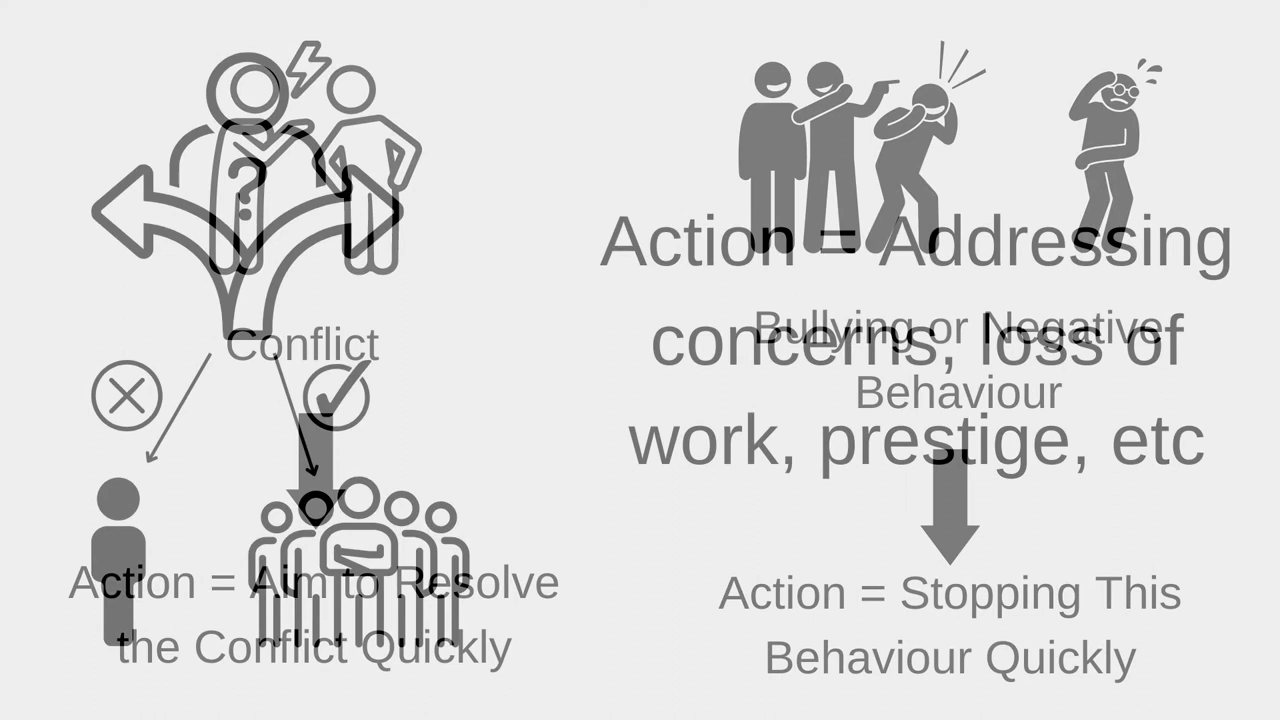 ?
Conflict
Action = Aim to Resolve
the Conflict Quickly
Action = Addressing
concerns, loss of
work, prestige, etc
Bullying or Negative
Behaviour
Action = Stopping This
Behaviour Quickly